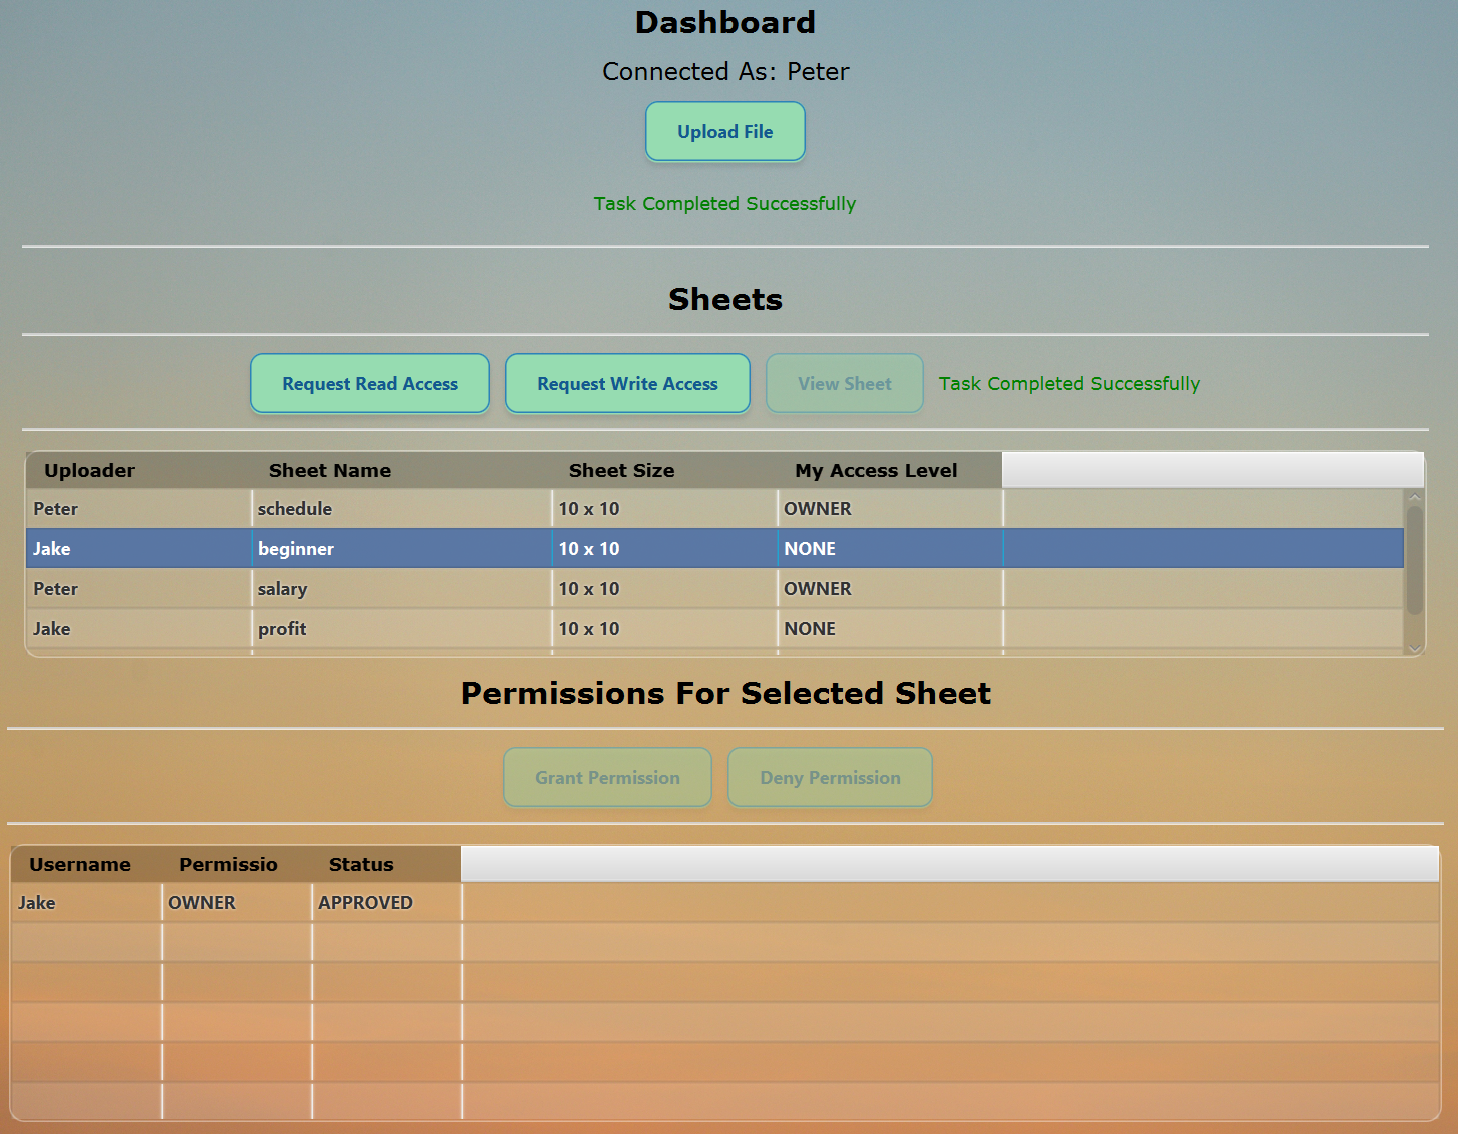 Dashboard
Connected As: Peter
Upload File
Task Completed Successfully
Sheets
Request Read Access Request Write Access View Sheet Task Completed Successfully
Uploader Sheet Name Sheet Size My Access Level
Peter schedule 10 x 10 OWNER
Jake beginner 10 x 10 NONE
Peter salary 10 x 10 OWNER
Jake profit 10 x 10 NONE
Permissions For Selected Sheet
Grant Permission Deny Permission
Username Permissio Status
Jake OWNER APPROVED